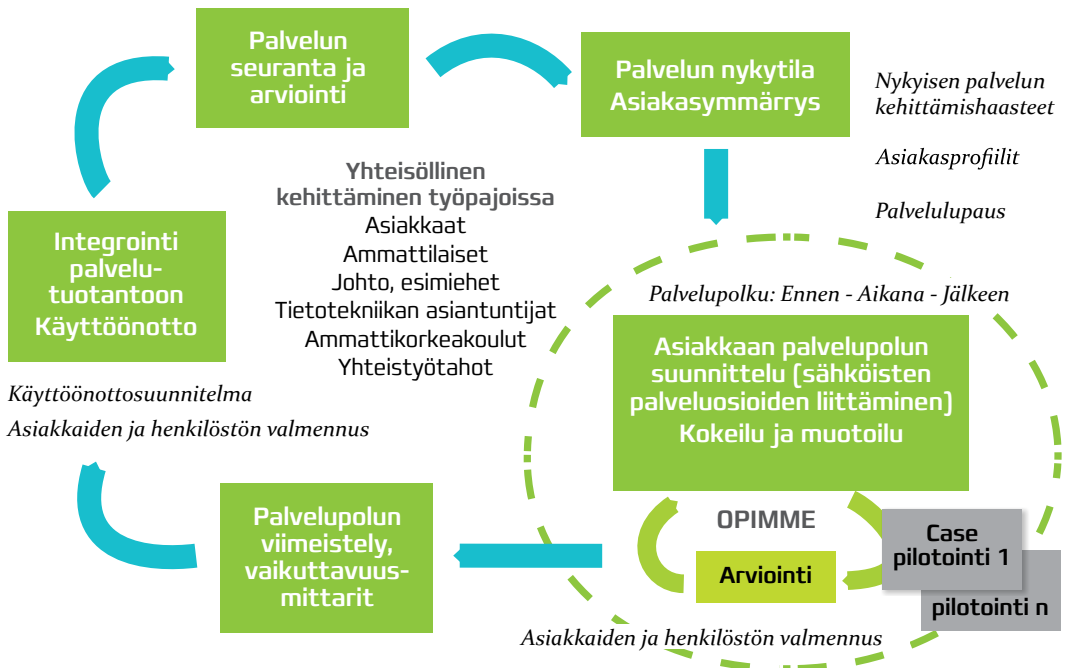 Palvelun
seuranta ja
arviointi
Palvelun nykytila
Asiakasymmärrys
Nykyisen palvelun
kehittämishaasteet
Asiakasprofiilit
Palvelulupaus
Yhteisöllinen
kehittäminen työpajoissa
Asiakkaat
Ammattilaiset
Johto, esimiehet
Tietotekniikan asiantuntijat
Ammattikorkeakoulut
Yhteistyötahot
Integrointi
palvelu-
tuotantoon
Käyttöönotto
Käyttöönottosuunnitelma
Asiakkaiden ja henkilöstön valmennus
Palvelupolku: Ennen - Aikana - Jälkeen
Asiakkaan palvelupolun
suunnittelu (sähköisten
palveluosioiden liittäminen)
Kokeilu ja muotoilu
OPIMME
Arviointi
Case
pilotointi 1
pilotointi n
Asiakkaiden ja henkilöstön valmennus
Palvelupolun
viimeistely,
vaikuttavuus-
mittarit